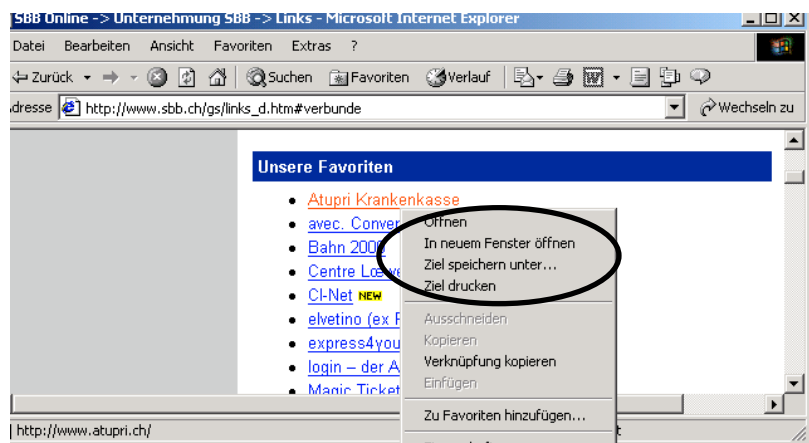 SBB Online -> Unternehmung SBB -> Links - Microsoft Internet Explorer
Datei Bearbeiten Ansicht Favoriten Extras ?
Zurück Suchen Favoriten Verlauf
dresse http://www.sbb.ch/gs/links_d.htm#verbunde Wechseln zu
Unsere Favoriten
Atupri Krankenkasse
avec. Conver
Bahn 2000
Centre Lœwe
CI-Net NEW
elvetino (ex
express4you
login – der A
Magic Ticket
Öffnen
In neuem Fenster öffnen
Ziel speichern unter...
Ziel drucken
Ausschneiden
Kopieren
Verknüpfung kopieren
Einfügen
Zu Favoriten hinzufügen...
http://www.atupri.ch/